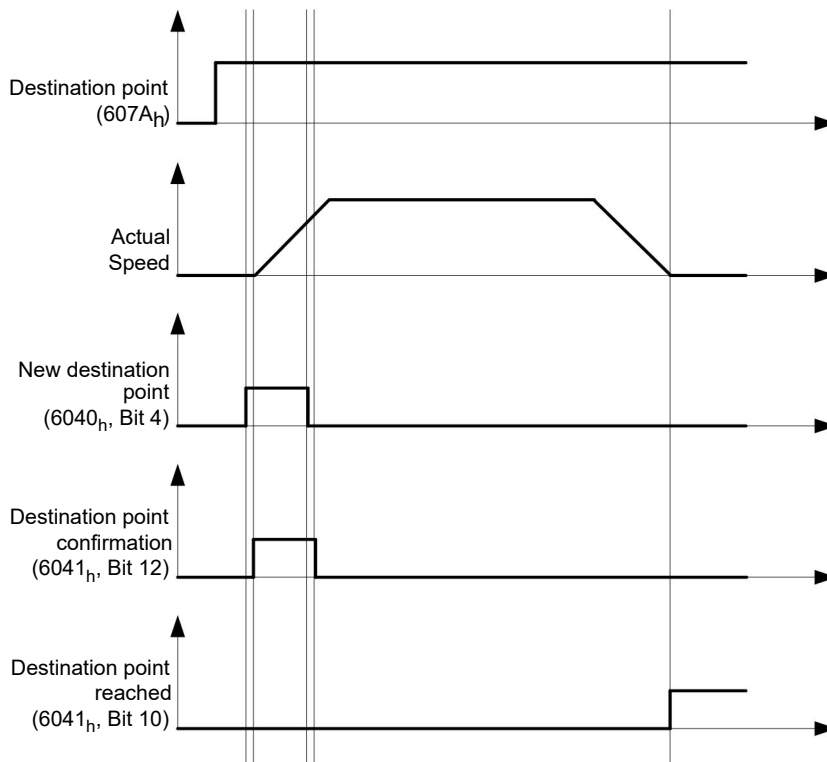 Destination point
(607Ah)
Actual
Speed
New destination
point
(6040h, Bit 4)
Destination point
confirmation
(6041h, Bit 12)
Destination point
reached
(6041h, Bit 10)